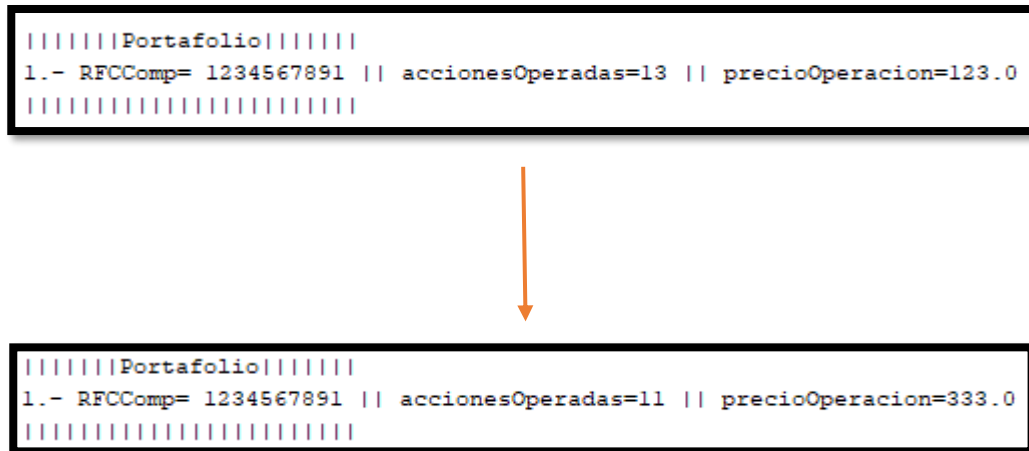 |||||||Portafolio|||||||
1.- RFCComp= 1234567891 || accionesOperadas=13 || precioOperacion=123.0
||||||||||||||||||||||||
|||||||Portafolio|||||||
1.- RFCComp= 1234567891 || accionesOperadas=11 || precioOperacion=333.0
||||||||||||||||||||||||